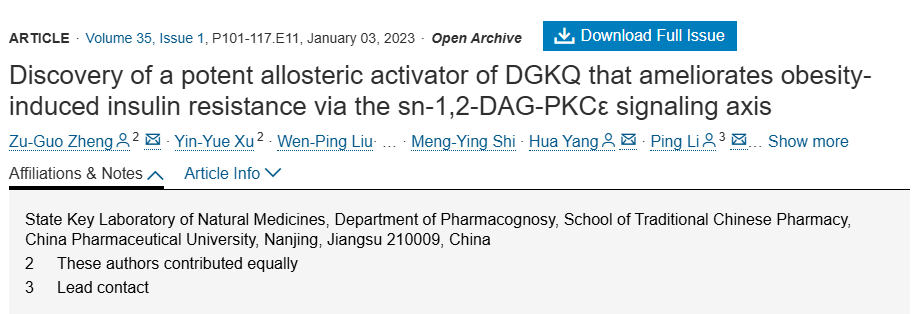 ARTICLE · Volume 35, Issue 1, P101-117.E11, January 03, 2023 · Open Archive Download Full Issue
Discovery of a potent allosteric activator of DGKQ that ameliorates obesity-
induced insulin resistance via the sn-1,2-DAG-PKCε signaling axis
Zu-Guo Zheng 2 · Yin-Yue Xu 2 · Wen-Ping Liu · ... · Meng-Ying Shi · Hua Yang · Ping Li 3 ... Show more
Affiliations & Notes Article Info
State Key Laboratory of Natural Medicines, Department of Pharmacognosy, School of Traditional Chinese Pharmacy,
China Pharmaceutical University, Nanjing, Jiangsu 210009, China
2 These authors contributed equally
3 Lead contact